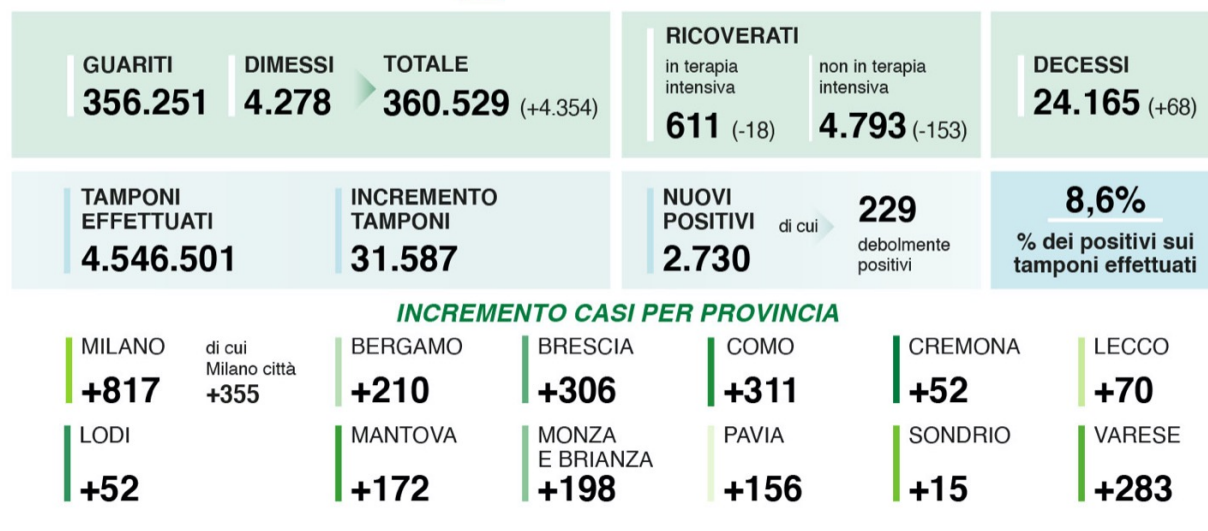 GUARITI
356.251
DIMESSI
4.278
TOTALE
360.529 (+4.354)
RICOVERATI
in terapia
intensiva
611 (-18)
non in terapia
intensiva
4.793 (-153)
DECESSI
24.165 (+68)
TAMPONI
EFFETTUATI
4.546.501
INCREMENTO
TAMPONI
31.587
NUOVI
POSITIVI
2.730
di cui
229
debolmente
positivi
8,6%
% dei positivi sui
tamponi effettuati
INCREMENTO CASI PER PROVINCIA
MILANO
+817
di cui
Milano città
+355
BERGAMO
+210
BRESCIA
+306
COMO
+311
CREMONA
+52
LECCO
+70
LODI
+52
MANTOVA
+172
MONZA
E BRIANZA
+198
PAVIA
+156
SONDRIO
+15
VARESE
+283